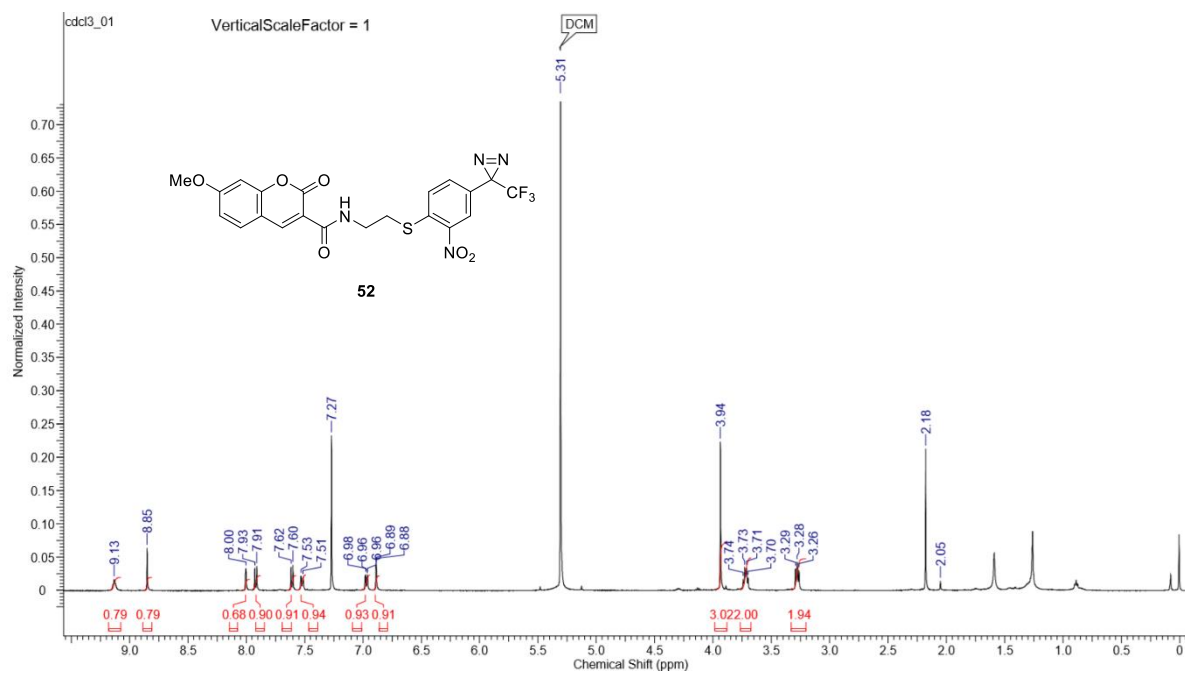 cdcl3_01
VerticalScaleFactor = 1
DCM
5.31
Normalized Intensity
0.70
0.65
0.60
0.55
0.50
0.45
0.40
0.35
0.30
0.25
0.20
0.15
0.10
0.05
0
MeO
O
O
O
H
N
S
NO2
N=N
CF3
52
9.13
8.85
8.00
7.93
7.91
7.62
7.60
7.53
7.51
7.27
6.98
6.96
6.96
6.89
6.88
3.94
3.74
3.73
3.71
3.70
3.29
3.28
3.26
2.18
2.05
0.79 0.79 0.68 0.90 0.91 0.94 0.93 0.91 3.02 2.00 1.94
9.0 8.5 8.0 7.5 7.0 6.5 6.0 5.5 5.0 4.5 4.0 3.5 3.0 2.5 2.0 1.5 1.0 0.5 0
Chemical Shift (ppm)